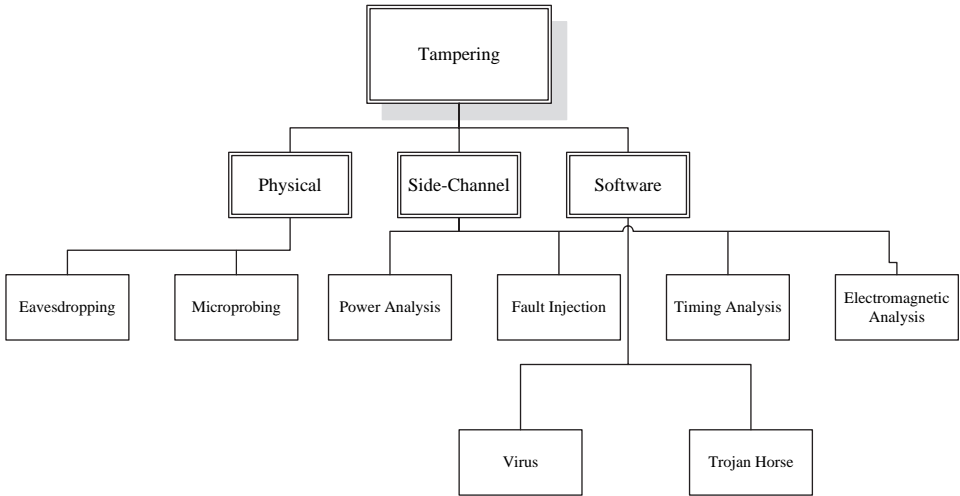 Tampering
Physical
Side-Channel
Software
Eavesdropping
Microprobing
Power Analysis
Fault Injection
Timing Analysis
Electromagnetic
Analysis
Virus
Trojan Horse